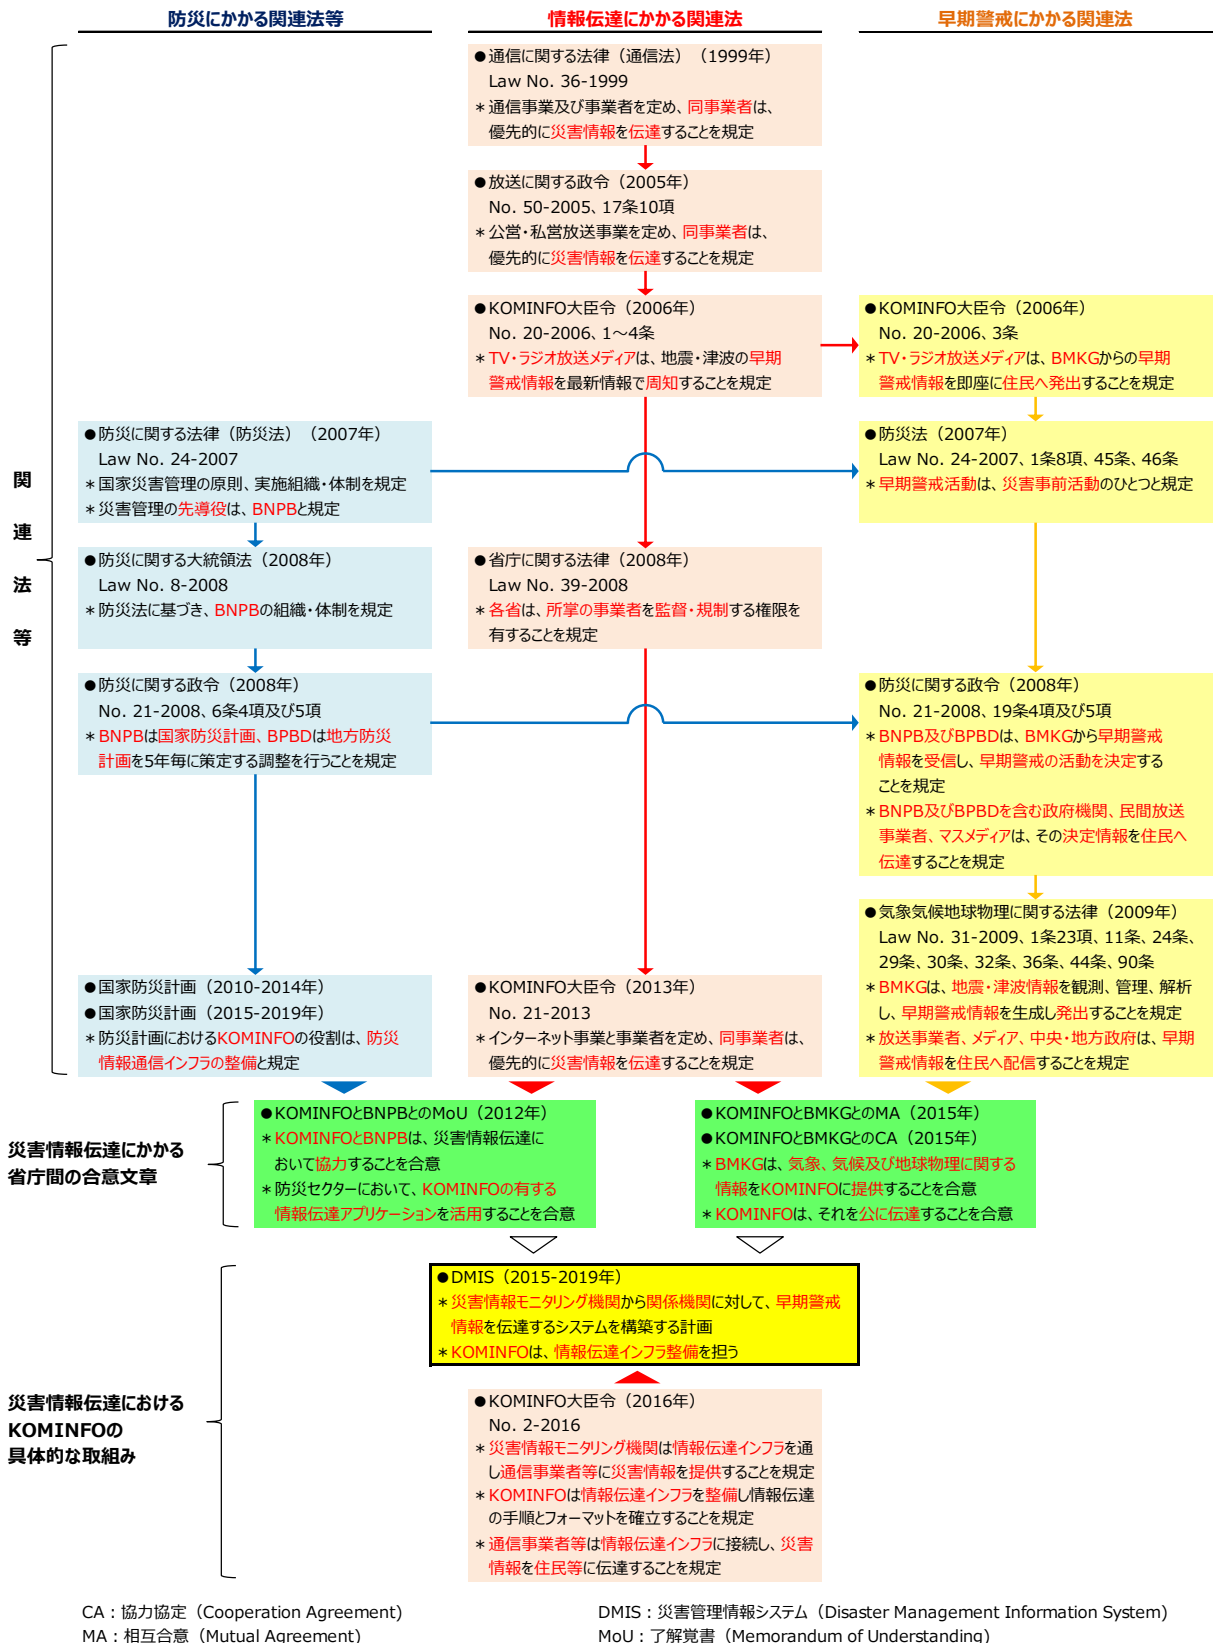 防災にかかる関連法等
情報伝達にかかる関連法
早期警戒にかかる関連法
●通信に関する法律（通信法）（1999年）
Law No. 36-1999
＊通信事業及び事業者を定め、同事業者は、
優先的に災害情報を伝達することを規定
●放送に関する政令（2005年）
No. 50-2005、17条10項
＊公営・私営放送事業を定め、同事業者は、
優先的に災害情報を伝達することを規定
●KOMINFO大臣令（2006年）
No. 20-2006、1～4条
＊TV・ラジオ放送メディアは、地震・津波の早期
警戒情報を最新情報で周知することを規定
●KOMINFO大臣令（2006年）
No. 20-2006、3条
＊TV・ラジオ放送メディアは、BMKGからの早期
警戒情報を即座に住民へ発出することを規定
●防災に関する法律（防災法）（2007年）
Law No. 24-2007
＊国家災害管理の原則、実施組織・体制を規定
＊災害管理の先導役は、BNPBと規定
●防災法（2007年）
Law No. 24-2007、1条8項、45条、46条
＊早期警戒活動は、災害事前活動のひとつと規定
関
連
法
等
●防災に関する大統領法（2008年）
Law No. 8-2008
＊防災法に基づき、BNPBの組織・体制を規定
●省庁に関する法律（2008年）
Law No. 39-2008
＊各省は、所掌の事業者を監督・規制する権限を
有することを規定
●防災に関する政令（2008年）
No. 21-2008、6条4項及び5項
＊BNPBは国家防災計画、BPBDは地方防災
計画を5年毎に策定する調整を行うことを規定
●防災に関する政令（2008年）
No. 21-2008、19条4項及び5項
＊BNPB及びBPBDは、BMKGから早期警戒
情報を受信し、早期警戒の活動を決定する
ことを規定
＊BNPB及びBPBDを含む政府機関、民間放送
事業者、マスメディアは、その決定情報を住民へ
伝達することを規定
●気象気候地球物理に関する法律（2009年）
Law No. 31-2009、1条23項、11条、24条、
29条、30条、32条、36条、44条、90条
＊BMKGは、地震・津波情報を観測、管理、解析
し、早期警戒情報を生成し発出することを規定
＊放送事業者、メディア、中央・地方政府は、早期
警戒情報を住民へ配信することを規定
●国家防災計画（2010-2014年）
●国家防災計画（2015-2019年）
＊防災計画におけるKOMINFOの役割は、防災
情報通信インフラの整備と規定
●KOMINFO大臣令（2013年）
No. 21-2013
＊インターネット事業と事業者を定め、同事業者は、
優先的に災害情報を伝達することを規定
災害情報伝達にかかる
省庁間の合意文章
●KOMINFOとBNPBとのMoU（2012年）
＊KOMINFOとBNPBは、災害情報伝達に
おいて協力することを合意
＊防災セクターにおいて、KOMINFOの有する
情報伝達アプリケーションを活用することを合意
●KOMINFOとBMKGとのMA（2015年）
●KOMINFOとBMKGとのCA（2015年）
＊BMKGは、気象、気候及び地球物理に関する
情報をKOMINFOに提供することを合意
＊KOMINFOは、それを公に伝達することを合意
●DMIS（2015-2019年）
＊災害情報モニタリング機関から関係機関に対して、早期警戒
情報を伝達するシステムを構築する計画
＊KOMINFOは、情報伝達インフラ整備を担う
災害情報伝達における
KOMINFOの
具体的な取組み
●KOMINFO大臣令（2016年）
No. 2-2016
＊災害情報モニタリング機関は情報伝達インフラを通
し通信事業者等に災害情報を提供することを規定
＊KOMINFOは情報伝達インフラを整備し情報伝達
の手順とフォーマットを確立することを規定
＊通信事業者等は情報伝達インフラに接続し、災害
情報を住民等に伝達することを規定
CA：協力協定（Cooperation Agreement)
DMIS：災害管理情報システム（Disaster Management Information System)
MA：相互合意（Mutual Agreement）
MoU：了解覚書（Memorandum of Understanding）